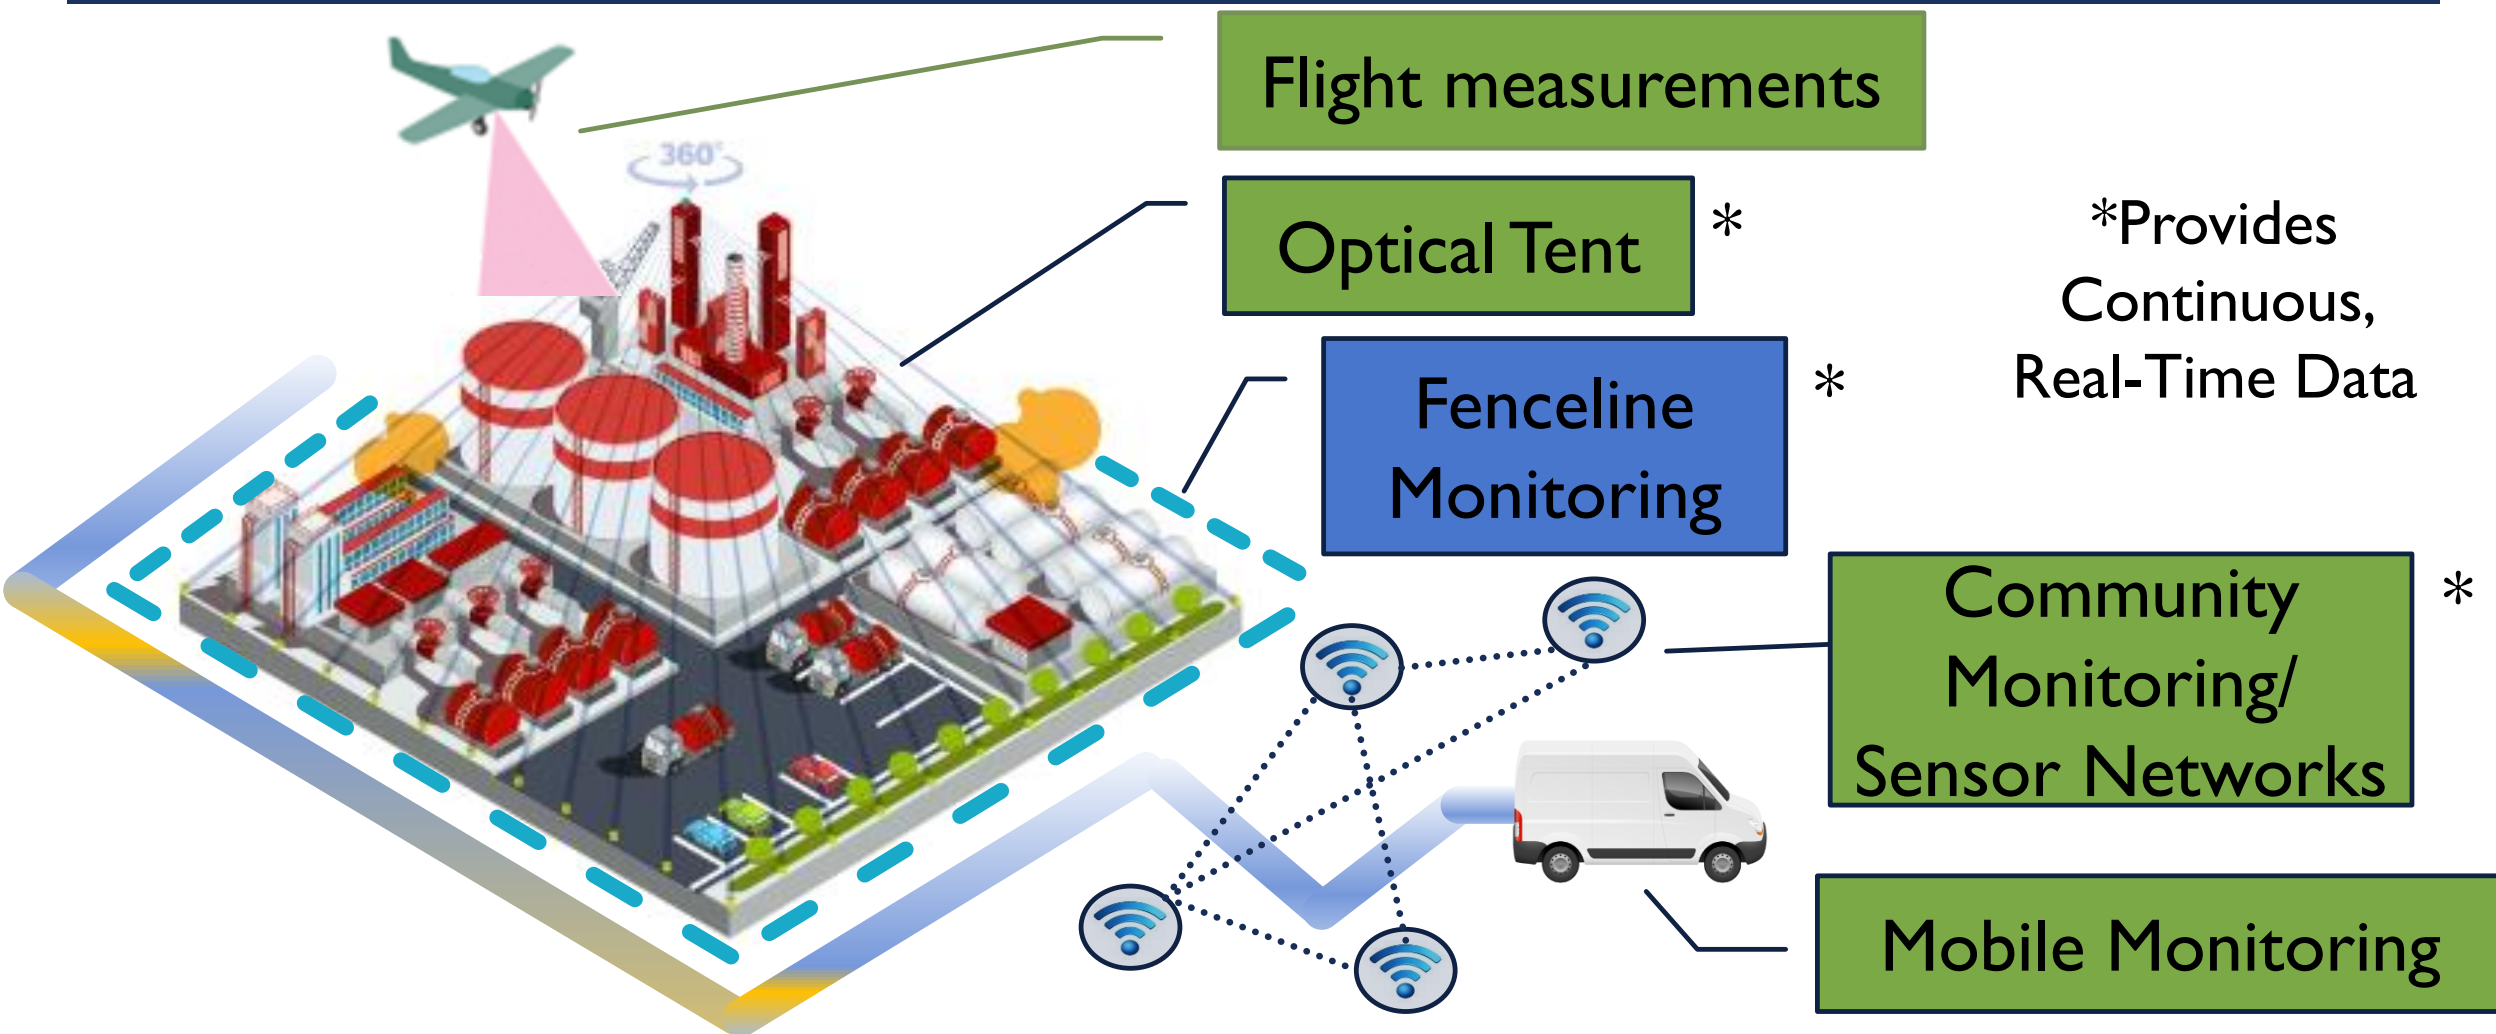 Flight measurements
360°
Optical Tent *
*Provides
Continuous,
Real-Time Data
Fenceline *
Monitoring
Community *
Monitoring/
Sensor Networks
Mobile Monitoring